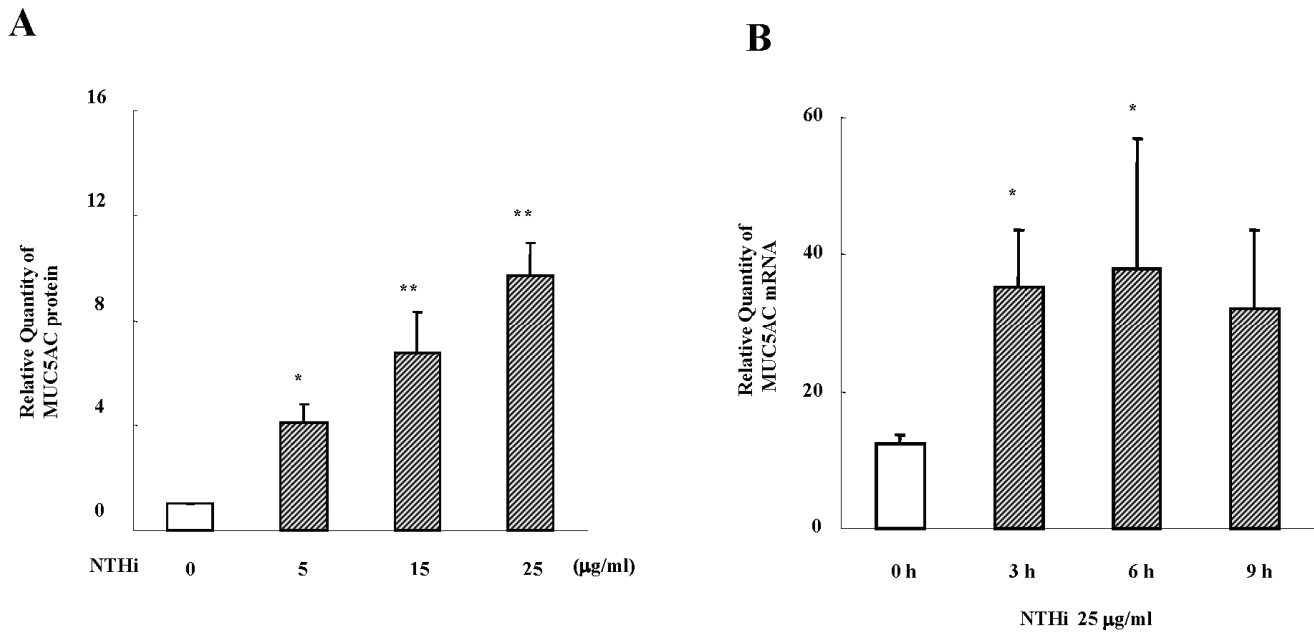 A
16
12
8
4
0
Relative Quantity of
MUC5AC protein
*
**
**
NTHi 0 5 15 25 (μg/ml)
B
60
40
20
0
Relative Quantity of
MUC5AC mRNA
*
*
0 h 3 h 6 h 9 h
NTHi 25 μg/ml